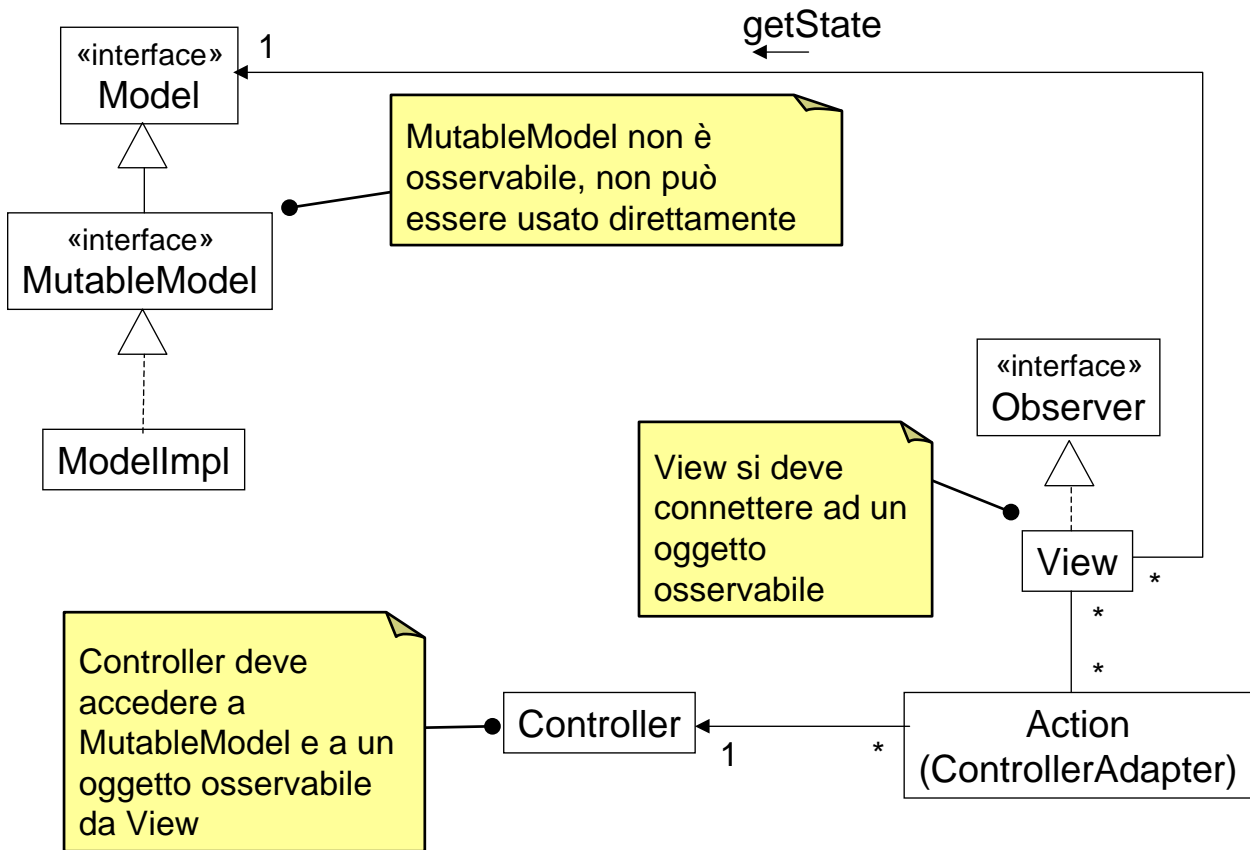 getState
1
«interface»
Model
MutableModel non è
osservabile, non può
essere usato direttamente
«interface»
MutableModel
«interface»
Observer
ModelImpl
View si deve
connettere ad un
oggetto
osservabile
View
*
*
*
Controller deve
accedere a
MutableModel e a un
oggetto osservabile
da View
Controller
1
*
Action
(ControllerAdapter)